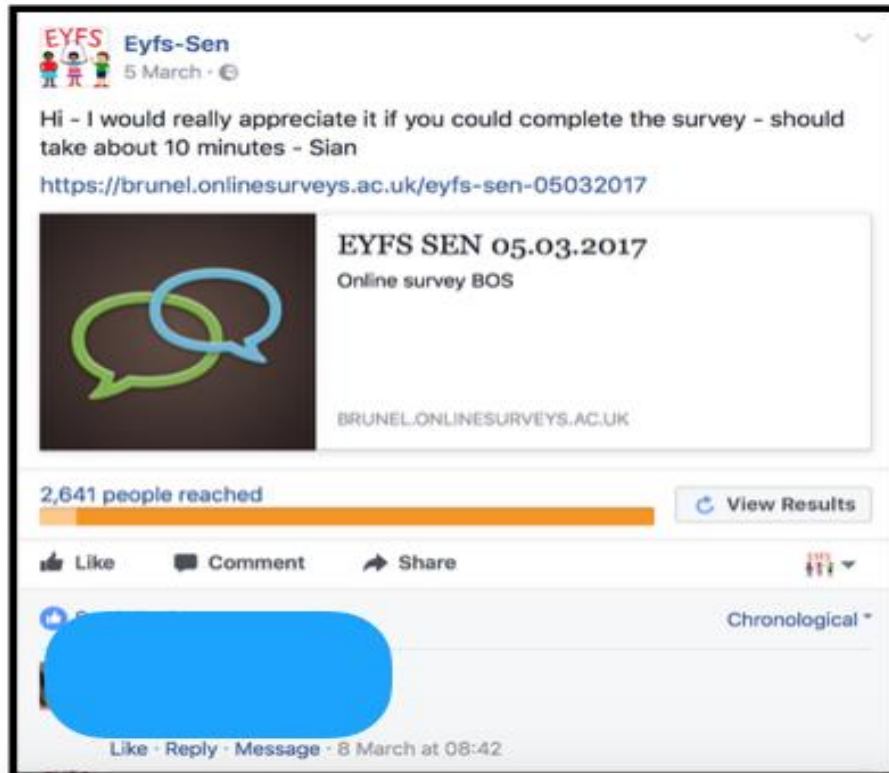 EYFS
Eyfs-Sen
5 March ·
Hi - I would really appreciate it if you could complete the survey - should
take about 10 minutes - Sian
https://brunel.onlinesurveys.ac.uk/eyfs-sen-05032017
EYFS SEN 05.03.2017
Online survey BOS
BRUNEL.ONLINESURVEYS.AC.UK
2,641 people reached
View Results
Like Comment Share
EYFS
Chronological
Like · Reply · Message · 8 March at 08:42